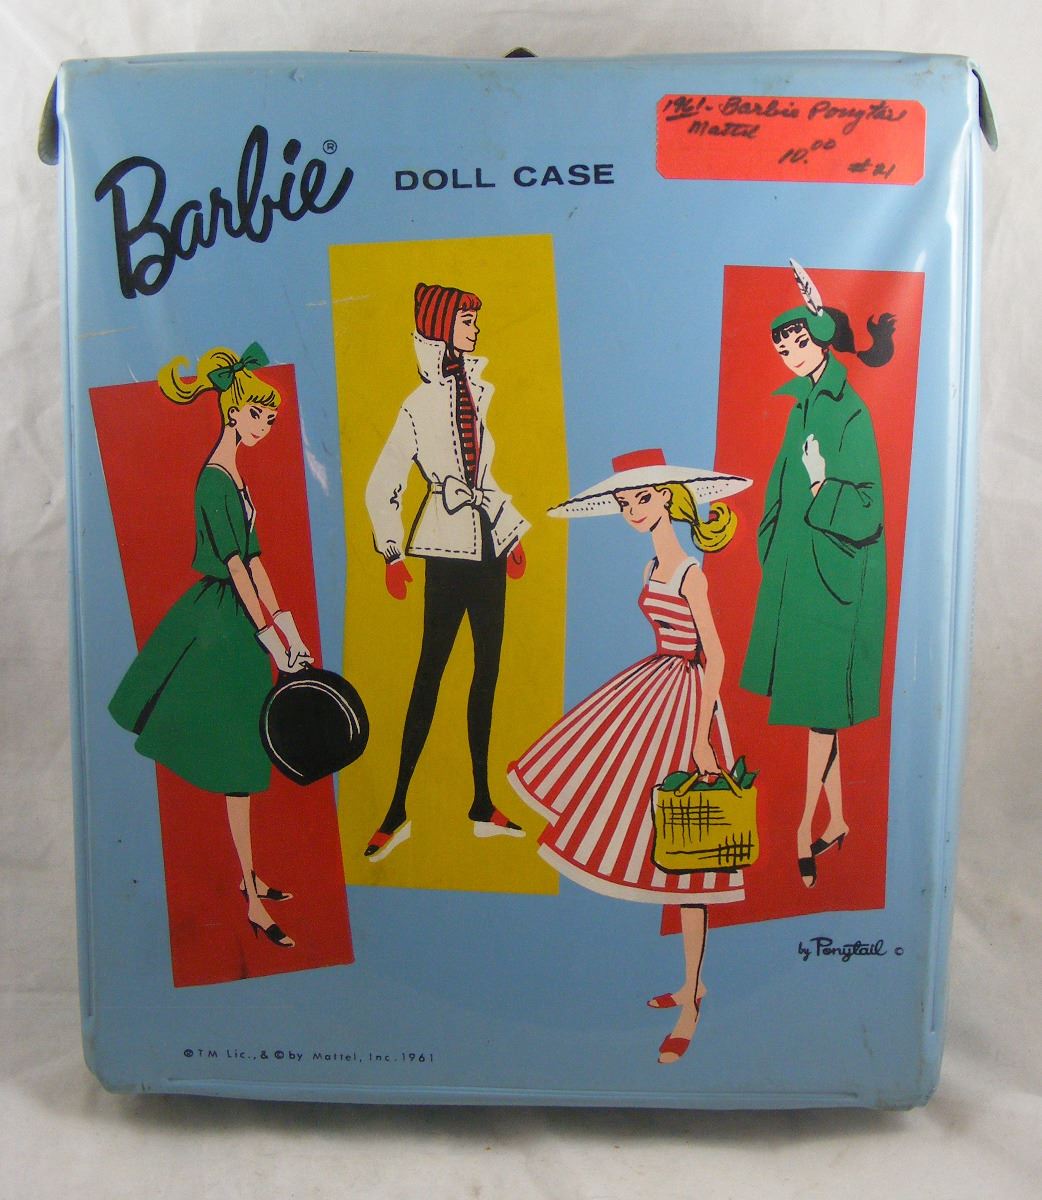 Barbie®
DOLL CASE
1961- Barbie Ponytail
Mattel
10.00
#21
by Ponytail ©
®TM Lic., & © by Mattel, Inc. 1961